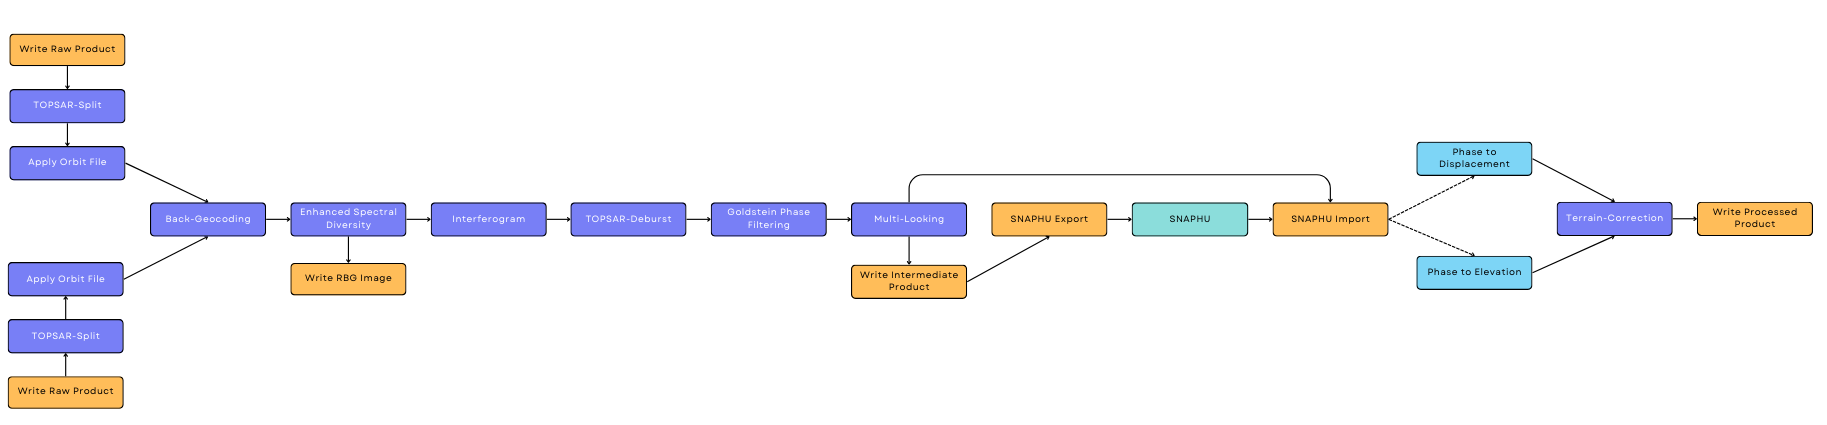 Write Raw Product
TOPSAR-Split
Apply Orbit File
Back-Geocoding
Apply Orbit File
TOPSAR-Split
Write Raw Product
Enhanced Spectral
Diversity
Write RBG Image
Interferogram
TOPSAR-Deburst
Goldstein Phase
Filtering
Multi-Looking
Write Intermediate
Product
SNAPHU Export
SNAPHU
SNAPHU Import
Phase to
Displacement
Phase to Elevation
Terrain-Correction
Write Processed
Product